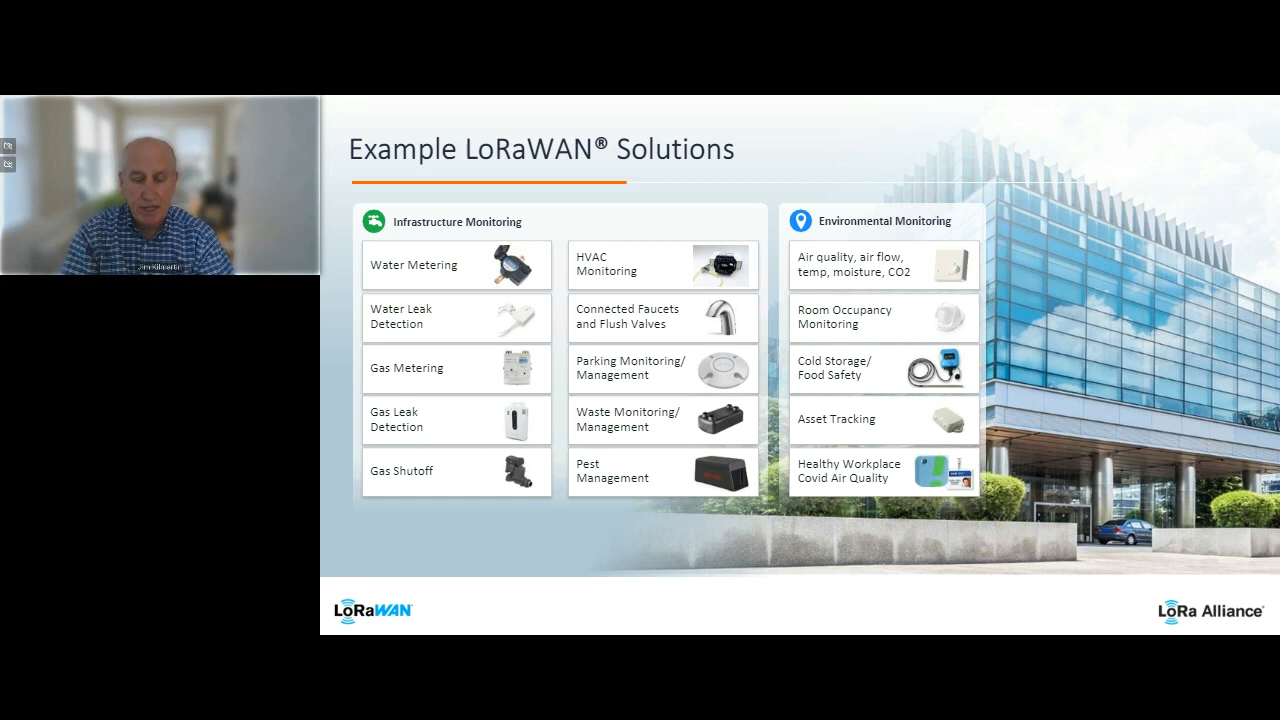 Jim Kilmartin
Example LoRaWAN® Solutions
Infrastructure Monitoring
Water Metering
Water Leak
Detection
Gas Metering
Gas Leak
Detection
Gas Shutoff
HVAC
Monitoring
Connected Faucets
and Flush Valves
Parking Monitoring/
Management
Waste Monitoring/
Management
Pest
Management
Environmental Monitoring
Air quality, air flow,
temp, moisture, CO2
Room Occupancy
Monitoring
Cold Storage/
Food Safety
Asset Tracking
Healthy Workplace
Covid Air Quality
LoRaWAN®
LoRa Alliance®